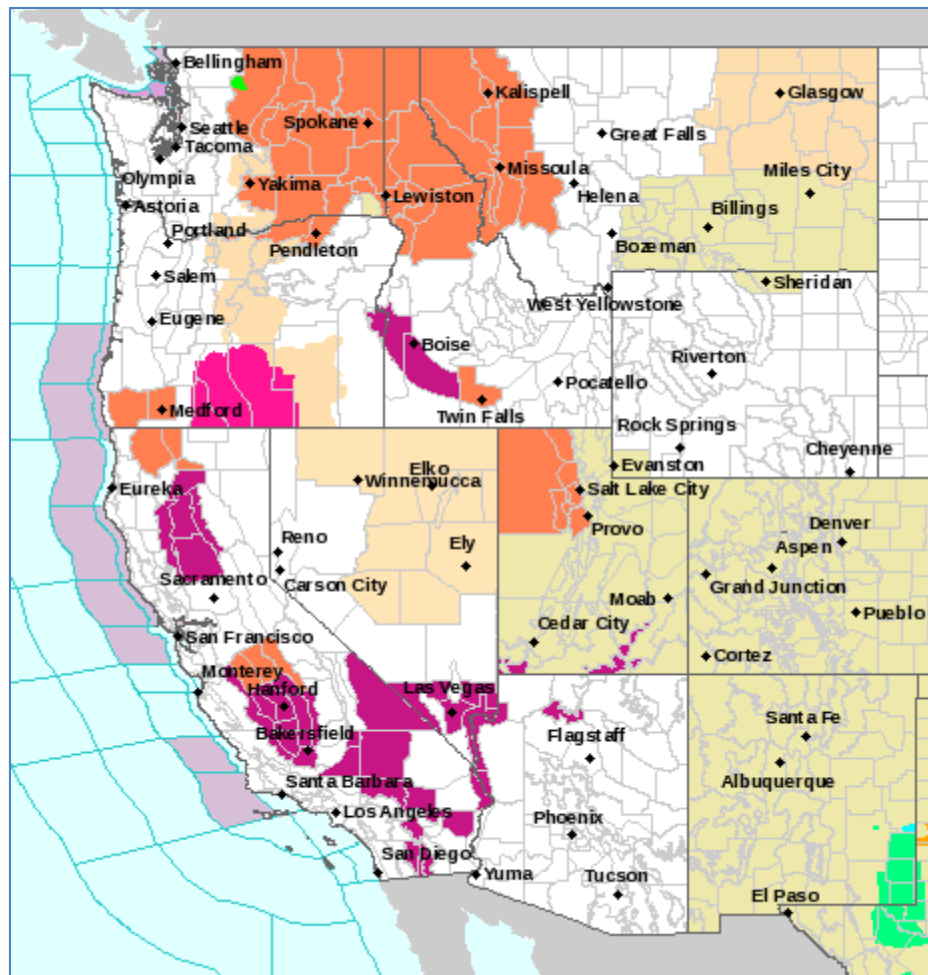 Bellingham
Kalispell
Glasgow
Seattle
Spokane
Great Falls
Tacoma
Missoula
Miles City
Olympia
Yakima
Lewiston
Helena
Astoria
Billings
Portland
Pendleton
Bozeman
Salem
Sheridan
West Yellowstone
Eugene
Boise
Riverton
Pocatello
Medford
Twin Falls
Rock Springs
Cheyenne
Elko
Evanston
Eureka
Winnemucca
Salt Lake City
Provo
Denver
Reno
Ely
Aspen
Sacramento
Carson City
Grand Junction
Moab
Pueblo
San Francisco
Cedar City
Cortez
Monterey
Hanford
Las Vegas
Santa Fe
Bakersfield
Flagstaff
Albuquerque
Santa Barbara
Los Angeles
Phoenix
San Diego
Yuma
Tucson
El Paso